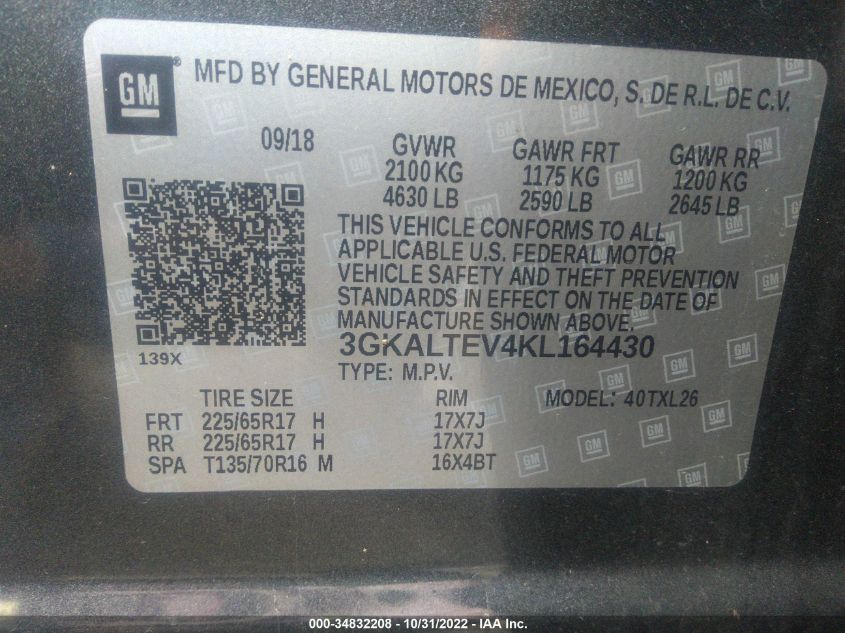 GM ® MFD BY GENERAL MOTORS DE MEXICO, S. DE R.L. DE C.V.
09/18 GVWR GAWR FRT GAWR RR
2100 KG 1175 KG 1200 KG
4630 LB 2590 LB 2645 LB
THIS VEHICLE CONFORMS TO ALL
APPLICABLE U.S. FEDERAL MOTOR
VEHICLE SAFETY AND THEFT PREVENTION
STANDARDS IN EFFECT ON THE DATE OF
MANUFACTURE SHOWN ABOVE.
139X
3GKALTEV4KL164430
TYPE: M.P.V.
TIRE SIZE RIM MODEL: 40TXL26
FRT 225/65R17 H 17X7J
RR 225/65R17 H 17X7J
SPA T135/70R16 M 16X4BT
000-34832208 - 10/31/2022 - IAA Inc.